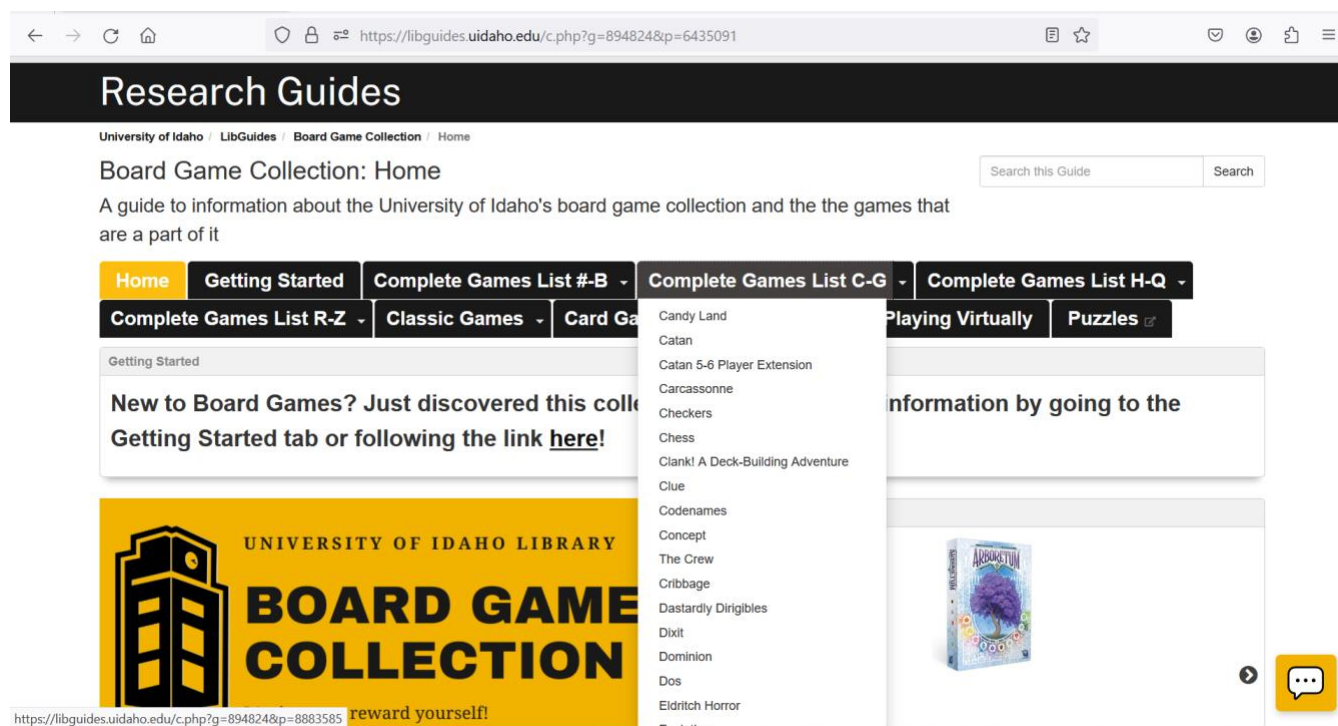 https://libguides.uidaho.edu/c.php?g=894824&p=6435091
Research Guides
University of Idaho / LibGuides / Board Game Collection / Home
Board Game Collection: Home
Search this Guide
Search
A guide to information about the University of Idaho's board game collection and the the games that
are a part of it
Home Getting Started Complete Games List #-B Complete Games List C-G Complete Games List H-Q
Complete Games List R-Z Classic Games Card Ga Playing Virtually Puzzles
Candy Land
Catan
Catan 5-6 Player Extension
Carcassonne
Checkers
Chess
Clank! A Deck-Building Adventure
Clue
Codenames
Concept
The Crew
Cribbage
Dastardly Dirigibles
Dixit
Dominion
Dos
Eldritch Horror
Getting Started
New to Board Games? Just discovered this colle nformation by going to the
Getting Started tab or following the link here!
UNIVERSITY OF IDAHO LIBRARY
BOARD GAME
COLLECTION
reward yourself!
ARBORETUM
https://libguides.uidaho.edu/c.php?g=894824&p=8883585